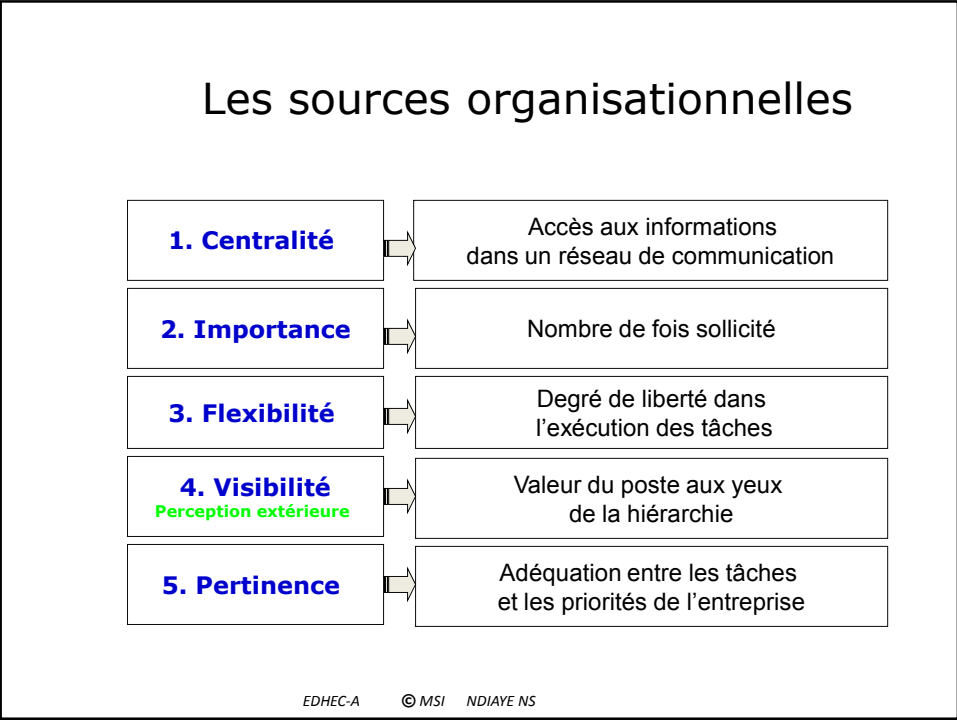 Les sources organisationnelles
1. Centralité
Accès aux informations
dans un réseau de communication
2. Importance
Nombre de fois sollicité
3. Flexibilité
Degré de liberté dans
l’exécution des tâches
4. Visibilité
Perception extérieure
Valeur du poste aux yeux
de la hiérarchie
5. Pertinence
Adéquation entre les tâches
et les priorités de l’entreprise
EDHEC-A © MSI NDIAYE NS